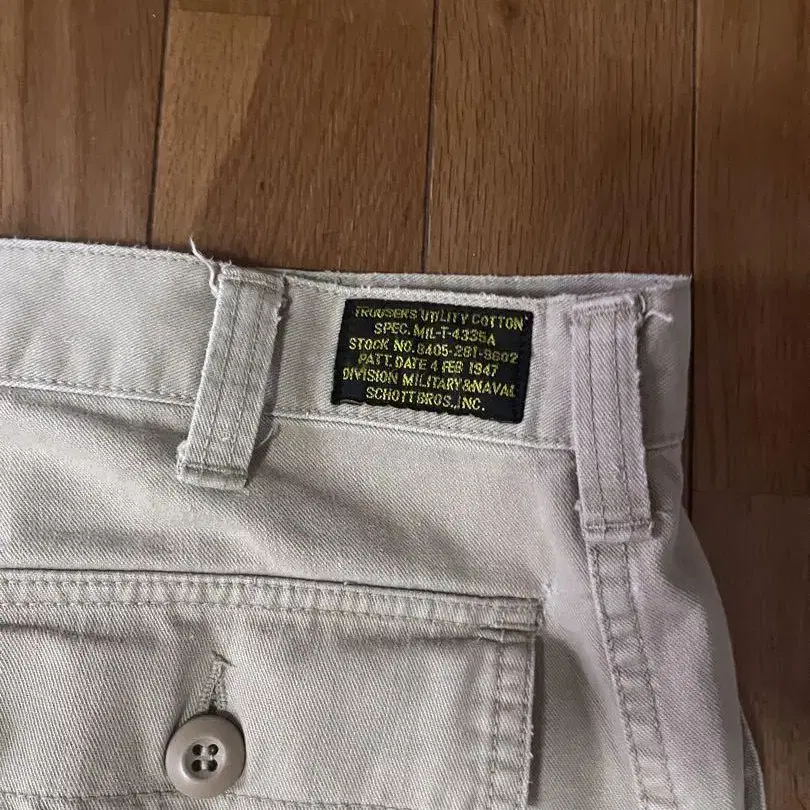 TROUSERS UTILITY COTTON
SPEC. MIL-T-4335A
STOCK NO. 8405-281-9602
PATT. DATE 4 FEB 1947
DIVISION MILITARY&NAVAL
SCHOTT BROS.,INC.